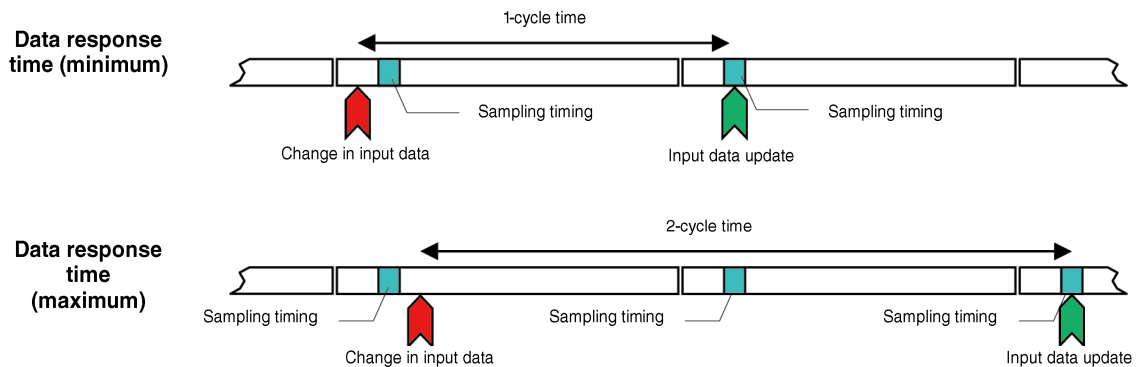 1-cycle time
Data response
time (minimum)
Sampling timing
Sampling timing
Change in input data
Input data update
2-cycle time
Data response
time
(maximum)
Sampling timing
Sampling timing
Sampling timing
Change in input data
Input data update